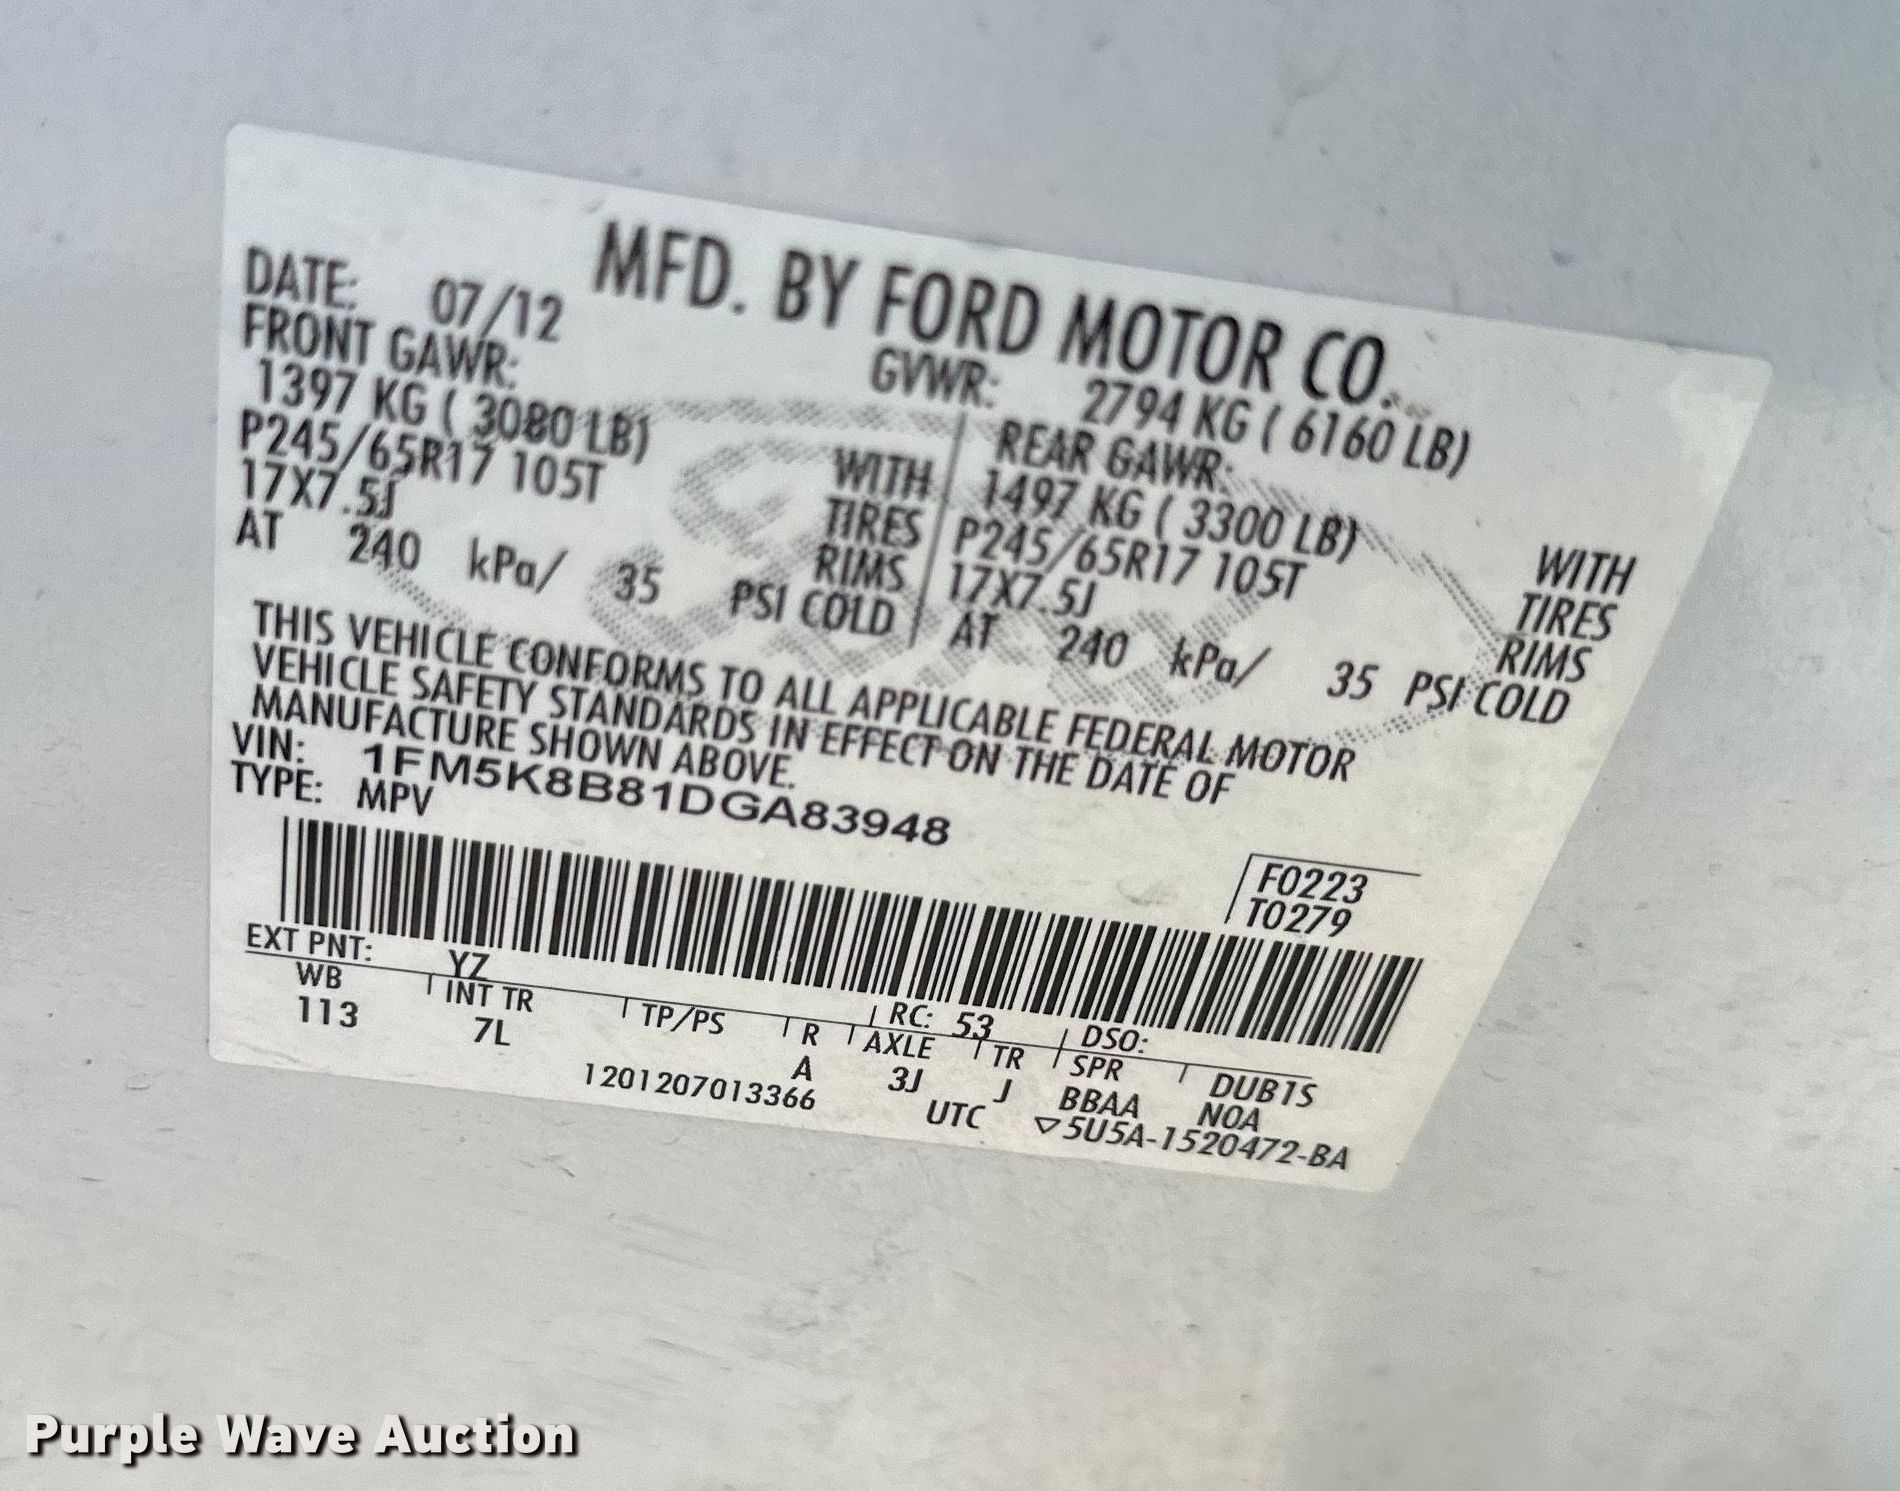 MFD. BY FORD MOTOR CO.
DATE: 07/12
GVWR: 2794 KG ( 6160 LB)
FRONT GAWR:
1397 KG ( 3080 LB) WITH
P245/65R17 105T TIRES
17X7.5J RIMS
AT 240 kPa/ 35 PSI COLD
REAR GAWR:
1497 KG ( 3300 LB) WITH
P245/65R17 105T TIRES
17X7.5J RIMS
AT 240 kPa/ 35 PSI COLD
THIS VEHICLE CONFORMS TO ALL APPLICABLE FEDERAL MOTOR
VEHICLE SAFETY STANDARDS IN EFFECT ON THE DATE OF
MANUFACTURE SHOWN ABOVE.
VIN: 1FM5K8B81DGA83948
TYPE: MPV
F0223
T0279
EXT PNT: YZ RC: 53 DSO:
WB INT TR TP/PS R AXLE TR SPR DUB1S
113 7L A 3J J BBAA NOA
1201207013366 UTC ▽5U5A-1520472-BA
Purple Wave Auction